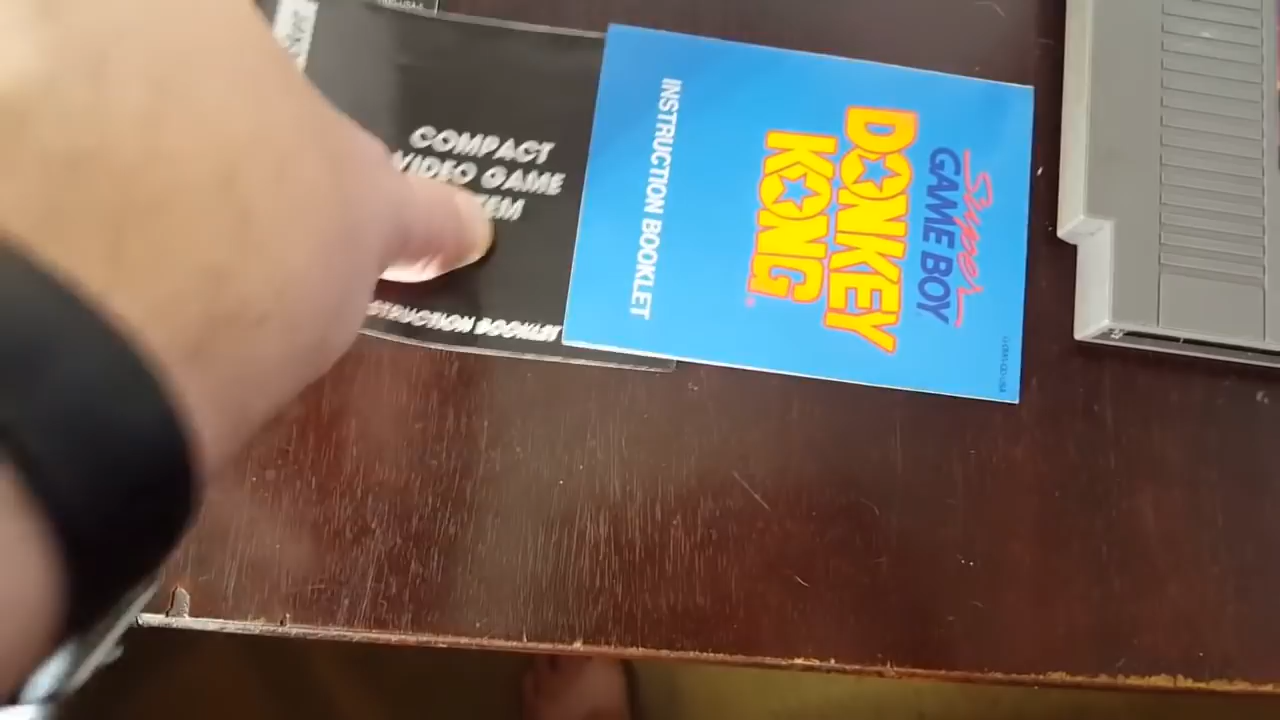 COMPACT
VIDEO GAME
INSTRUCTION BOOKLET
Super
GAME BOY
DONKEY
KONG
INSTRUCTION BOOKLET